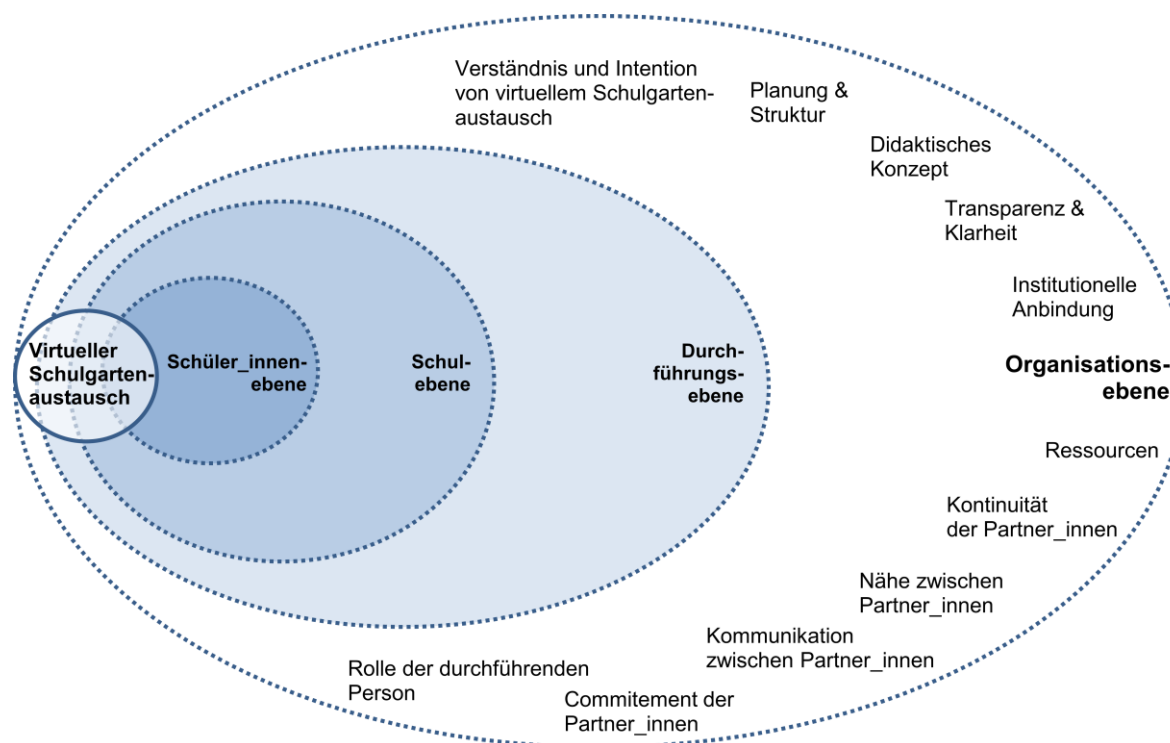 Verständnis und Intention
von virtuellem Schulgarten-
austausch
Planung &
Struktur
Didaktisches
Konzept
Transparenz &
Klarheit
Institutionelle
Anbindung
Virtueller
Schulgarten-
austausch
Schüler_innen-
ebene
Schul-
ebene
Durch-
führungs-
ebene
Organisations-
ebene
Ressourcen
Kontinuität
der Partner_innen
Nähe zwischen
Partner_innen
Kommunikation
zwischen Partner_innen
Commitement der
Partner_innen
Rolle der durchführenden
Person